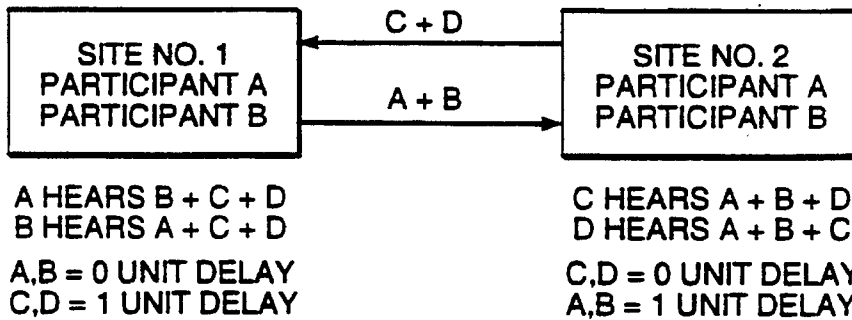 SITE NO. 1
PARTICIPANT A
PARTICIPANT B
C + D
A + B
SITE NO. 2
PARTICIPANT A
PARTICIPANT B
A HEARS B + C + D
B HEARS A + C + D
A,B = 0 UNIT DELAY
C,D = 1 UNIT DELAY
C HEARS A + B + D
D HEARS A + B + C
C,D = 0 UNIT DELAY
A,B = 1 UNIT DELAY